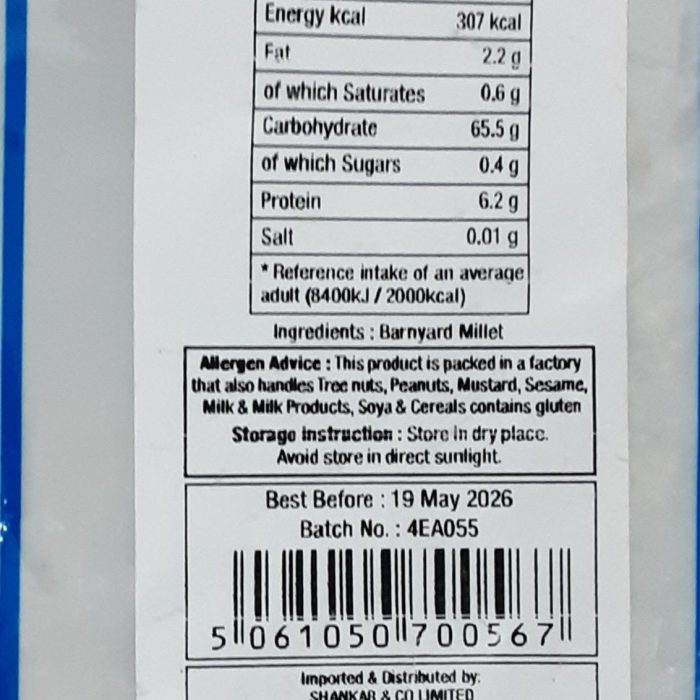 Energy kcal 307 kcal
Fat 2.2 g
of which Saturates 0.6 g
Carbohydrate 65.5 g
of which Sugars 0.4 g
Protein 6.2 g
Salt 0.01 g
* Reference intake of an average
adult (8400kJ / 2000kcal)
Ingredients : Barnyard Millet
Allergen Advice : This product is packed in a factory
that also handles Tree nuts, Peanuts, Mustard, Sesame,
Milk & Milk Products, Soya & Cereals contains gluten
Storage instruction : Store in dry place.
Avoid store in direct sunlight.
Best Before : 19 May 2026
Batch No. : 4EA055
5 061050 700567
Imported & Distributed by:
SHANKAR & CO LIMITED